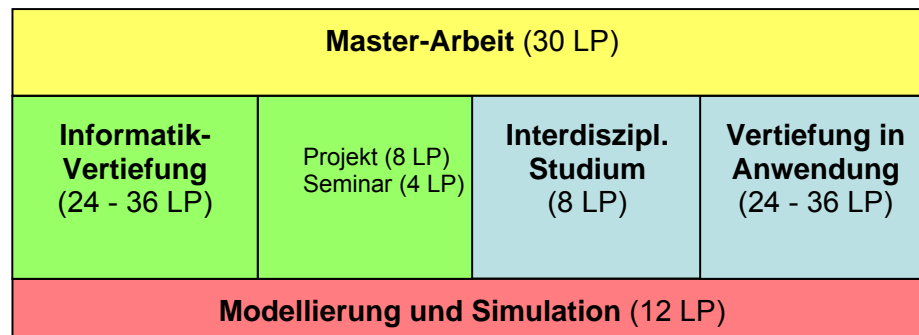 Master-Arbeit (30 LP)
Informatik-
Vertiefung
(24 - 36 LP)
Projekt (8 LP)
Seminar (4 LP)
Interdiszipl.
Studium
(8 LP)
Vertiefung in
Anwendung
(24 - 36 LP)
Modellierung und Simulation (12 LP)